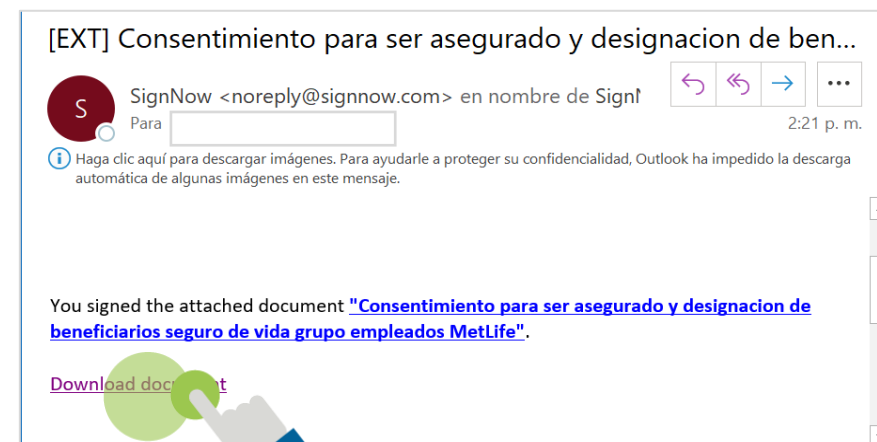 [EXT] Consentimiento para ser asegurado y designacion de ben...
S
SignNow <noreply@signnow.com> en nombre de
Para
2:21 p. m.
Haga clic aquí para descargar imágenes. Para ayudarle a proteger su confidencialidad, Outlook ha impedido la descarga
automática de algunas imágenes en este mensaje.
You signed the attached document "Consentimiento para ser asegurado y designacion de
beneficiarios seguro de vida grupo empleados MetLife".
Download